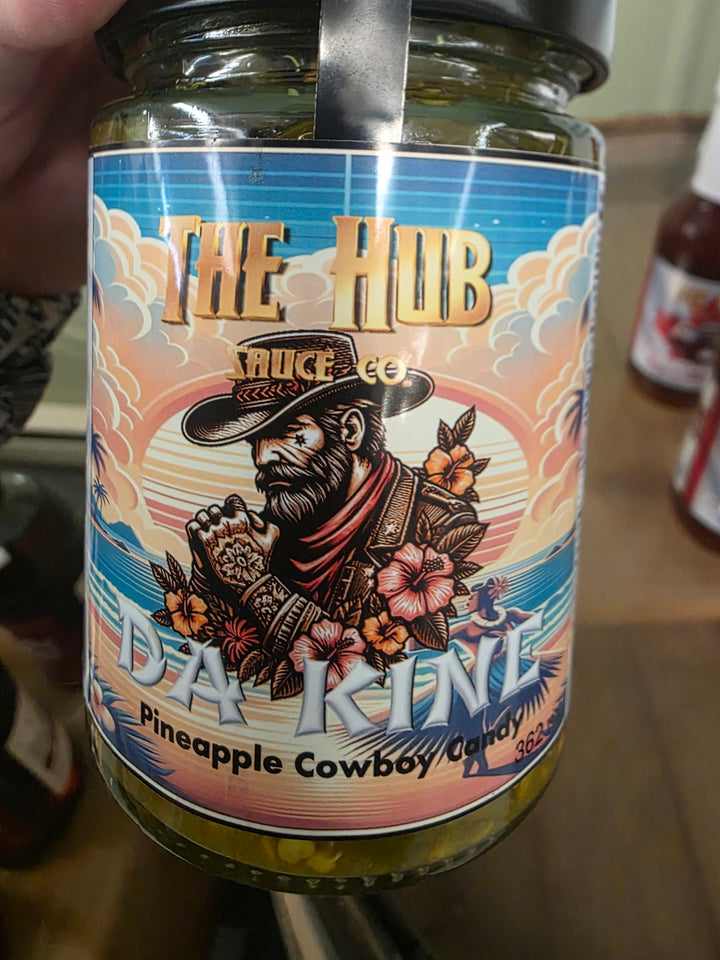 THE HUB
SAUCE CO.
DA KINE
Pineapple Cowboy Candy
362